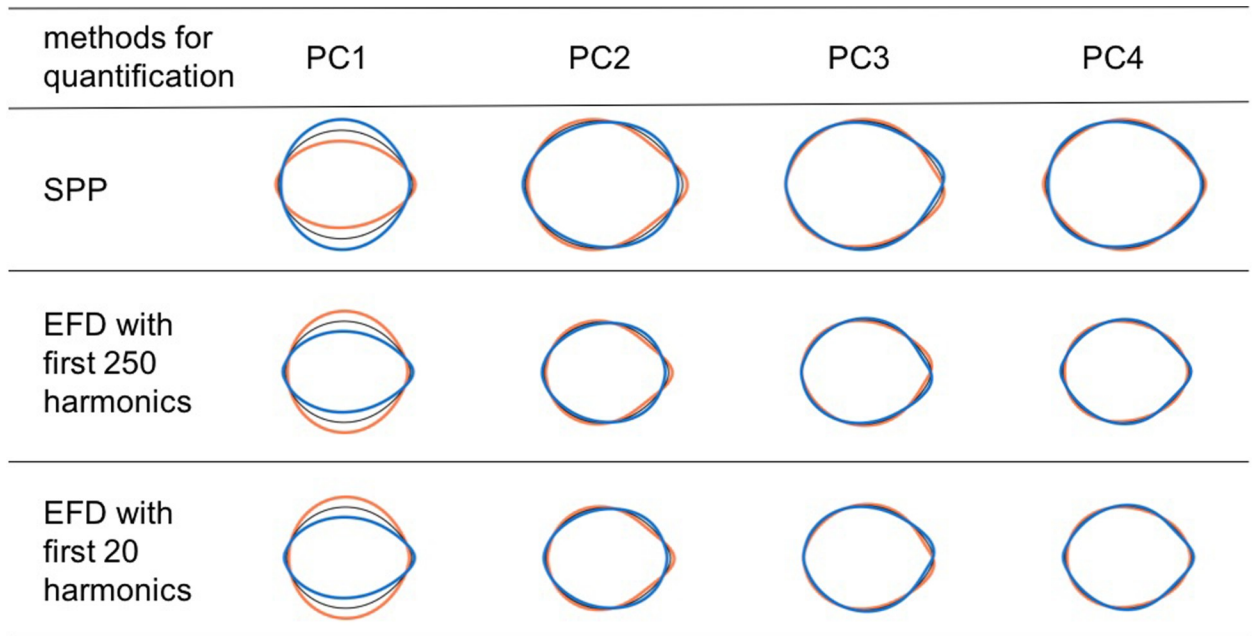 methods for
quantification
PC1
PC2
PC3
PC4
SPP
EFD with
first 250
harmonics
EFD with
first 20
harmonics